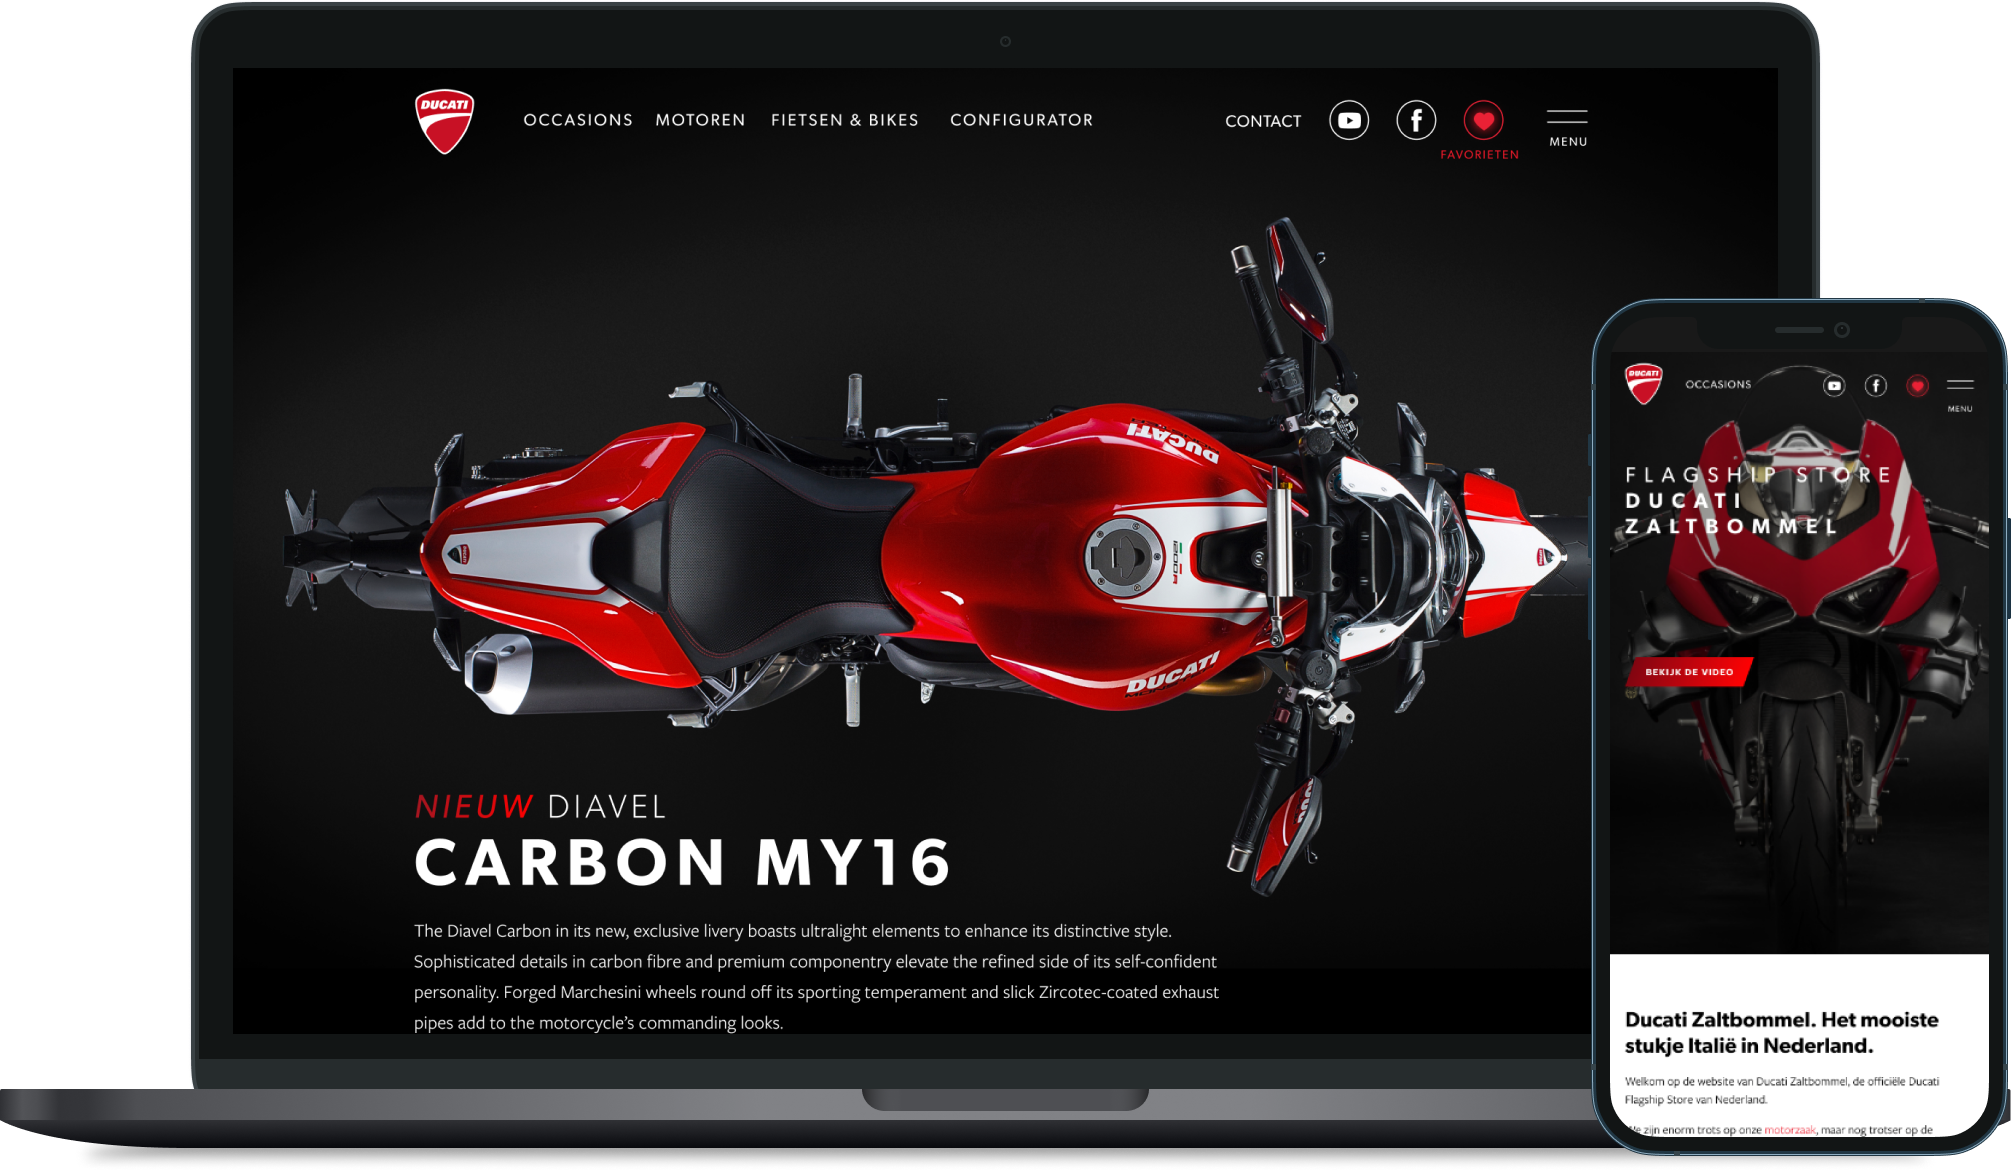 DUCATI
OCCASIONS MOTOREN FIETSEN & BIKES CONFIGURATOR CONTACT
FAVORIETEN
MENU
DUCATI
1200R
DUCATI
NIEUW DIAVEL
CARBON MY16
The Diavel Carbon in its new, exclusive livery boasts ultralight elements to enhance its distinctive style.
Sophisticated details in carbon fibre and premium componentry elevate the refined side of its self-confident
personality. Forged Marchesini wheels round off its sporting temperament and slick Zircotec-coated exhaust
pipes add to the motorcycle's commanding looks.
DUCATI
OCCASIONS
MENU
FLAGSHIP STORE
DUCATI
ZALTBOMMEL
BEKIJK DE VIDEO
Ducati Zaltbommel. Het mooiste
stukje Italië in Nederland.
Welkom op de website van Ducati Zaltbommel, de officiële Ducati
Flagship Store van Nederland.
We zijn enorm trots op onze motorzaak, maar nog trotser op de